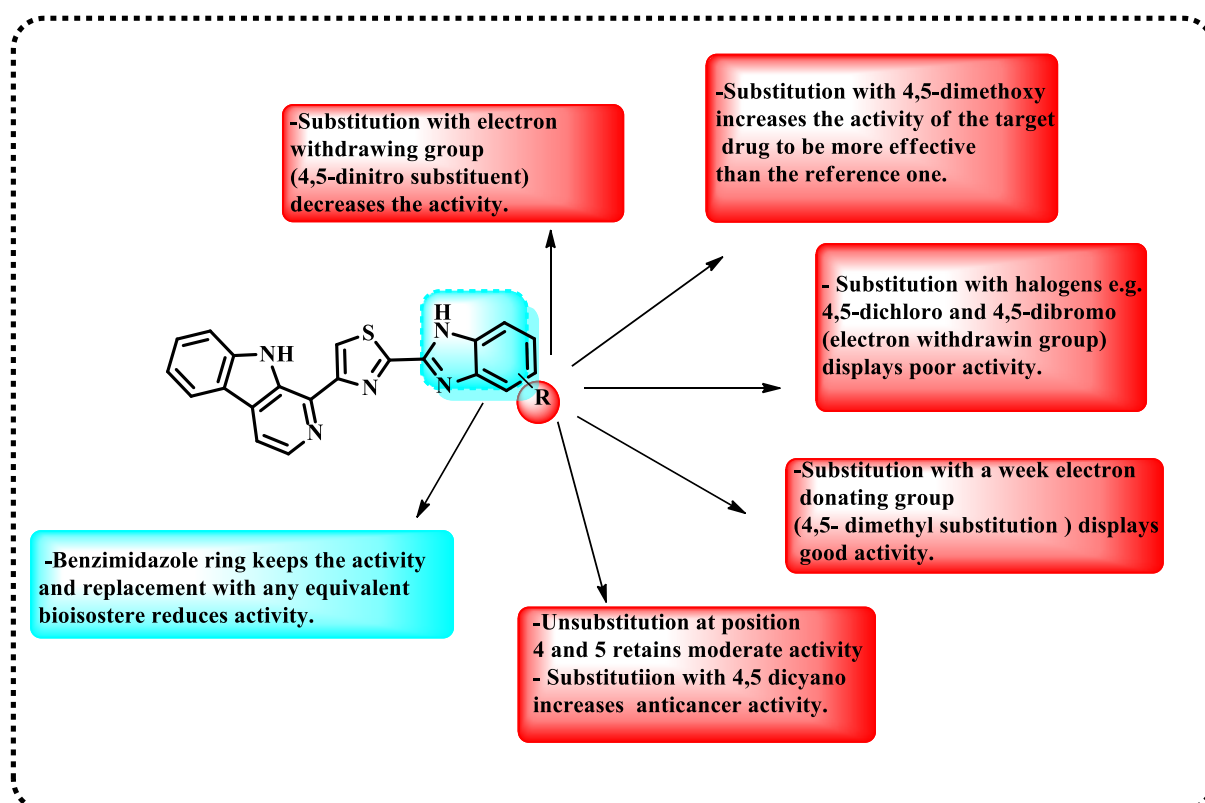 -Substitution with electron
withdrawing group
(4,5-dinitro substituent)
decreases the activity.
-Substitution with 4,5-dimethoxy
increases the activity of the target
drug to be more effective
than the reference one.
- Substitution with halogens e.g.
4,5-dichloro and 4,5-dibromo
(electron withdrawin group)
displays poor activity.
H
N
S
NH
N
N
R
N
-Substitution with a week electron
donating group
(4,5- dimethyl substitution ) displays
good activity.
-Benzimidazole ring keeps the activity
and replacement with any equivalent
bioisostere reduces activity.
-Unsubstitution at position
4 and 5 retains moderate activity
- Substitutiion with 4,5 dicyano
increases  anticancer activity.